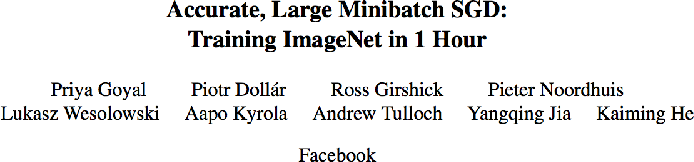 Accurate, Large Minibatch SGD:
Training ImageNet in 1 Hour
Priya Goyal Piotr Dollár Ross Girshick Pieter Noordhuis
Lukasz Wesolowski Aapo Kyrola Andrew Tulloch Yangqing Jia Kaiming He
Facebook